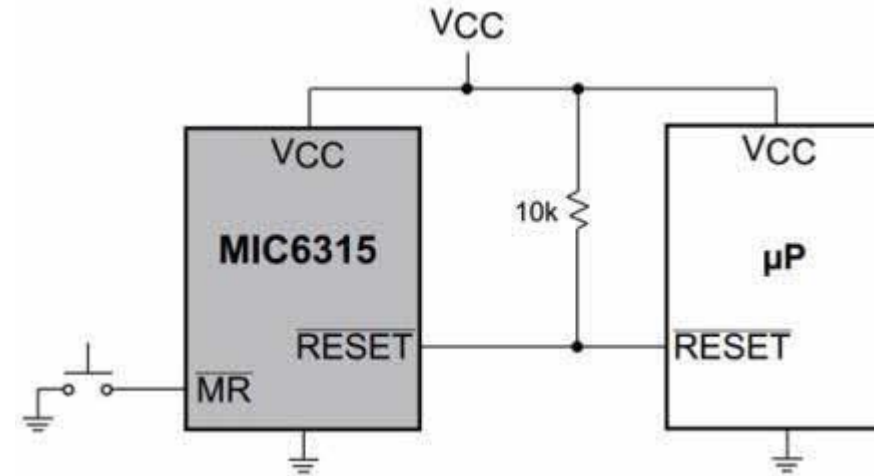 VCC
VCC
VCC
10k
MIC6315
µP
RESET
RESET
MR